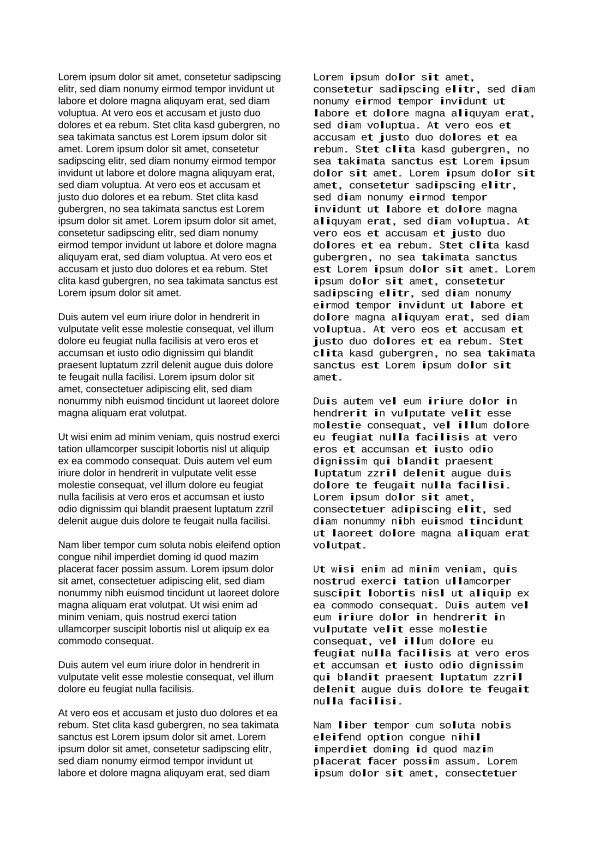 Lorem ipsum dolor sit amet, consetetur sadipscing
elitr, sed diam nonumy eirmod tempor invidunt ut
labore et dolore magna aliquyam erat, sed diam
voluptua. At vero eos et accusam et justo duo
dolores et ea rebum. Stet clita kasd gubergren, no
sea takimata sanctus est Lorem ipsum dolor sit
amet. Lorem ipsum dolor sit amet, consetetur
sadipscing elitr, sed diam nonumy eirmod tempor
invidunt ut labore et dolore magna aliquyam erat,
sed diam voluptua. At vero eos et accusam et
justo duo dolores et ea rebum. Stet clita kasd
gubergren, no sea takimata sanctus est Lorem
ipsum dolor sit amet. Lorem ipsum dolor sit amet,
consetetur sadipscing elitr, sed diam nonumy
eirmod tempor invidunt ut labore et dolore magna
aliquyam erat, sed diam voluptua. At vero eos et
accusam et justo duo dolores et ea rebum. Stet
clita kasd gubergren, no sea takimata sanctus est
Lorem ipsum dolor sit amet.
Duis autem vel eum iriure dolor in hendrerit in
vulputate velit esse molestie consequat, vel illum
dolore eu feugiat nulla facilisis at vero eros et
accumsan et iusto odio dignissim qui blandit
praesent luptatum zzril delenit augue duis dolore
te feugait nulla facilisi. Lorem ipsum dolor sit
amet, consectetuer adipiscing elit, sed diam
nonummy nibh euismod tincidunt ut laoreet dolore
magna aliquam erat volutpat.
Ut wisi enim ad minim veniam, quis nostrud exerci
tation ullamcorper suscipit lobortis nisl ut aliquip
ex ea commodo consequat. Duis autem vel eum
iriure dolor in hendrerit in vulputate velit esse
molestie consequat, vel illum dolore eu feugiat
nulla facilisis at vero eros et accumsan et iusto
odio dignissim qui blandit praesent luptatum zzril
delenit augue duis dolore te feugait nulla facilisi.
Nam liber tempor cum soluta nobis eleifend option
congue nihil imperdiet doming id quod mazim
placerat facer possim assum. Lorem ipsum dolor
sit amet, consectetuer adipiscing elit, sed diam
nonummy nibh euismod tincidunt ut laoreet dolore
magna aliquam erat volutpat. Ut wisi enim ad
minim veniam, quis nostrud exerci tation
ullamcorper suscipit lobortis nisl ut aliquip ex ea
commodo consequat.
Duis autem vel eum iriure dolor in hendrerit in
vulputate velit esse molestie consequat, vel illum
dolore eu feugiat nulla facilisis.
At vero eos et accusam et justo duo dolores et ea
rebum. Stet clita kasd gubergren, no sea takimata
sanctus est Lorem ipsum dolor sit amet. Lorem
ipsum dolor sit amet, consetetur sadipscing elitr,
sed diam nonumy eirmod tempor invidunt ut
labore et dolore magna aliquyam erat, sed diam
Lorem ipsum dolor sit amet,
consetetur sadipscing elitr, sed diam
nonumy eirmod tempor invidunt ut
labore et dolore magna aliquyam erat,
sed diam voluptua. At vero eos et
accusam et justo duo dolores et ea
rebum. Stet clita kasd gubergren, no
sea takimata sanctus est Lorem ipsum
dolor sit amet. Lorem ipsum dolor sit
amet, consetetur sadipscing elitr,
sed diam nonumy eirmod tempor
invidunt ut labore et dolore magna
aliquyam erat, sed diam voluptua. At
vero eos et accusam et justo duo
dolores et ea rebum. Stet clita kasd
gubergren, no sea takimata sanctus
est Lorem ipsum dolor sit amet. Lorem
ipsum dolor sit amet, consetetur
sadipscing elitr, sed diam nonumy
eirmod tempor invidunt ut labore et
dolore magna aliquyam erat, sed diam
voluptua. At vero eos et accusam et
justo duo dolores et ea rebum. Stet
clita kasd gubergren, no sea takimata
sanctus est Lorem ipsum dolor sit
amet.
Duis autem vel eum iriure dolor in
hendrerit in vulputate velit esse
molestie consequat, vel illum dolore
eu feugiat nulla facilisis at vero
eros et accumsan et iusto odio
dignissim qui blandit praesent
luptatum zzril delenit augue duis
dolore te feugait nulla facilisi.
Lorem ipsum dolor sit amet,
consectetuer adipiscing elit, sed
diam nonummy nibh euismod tincidunt
ut laoreet dolore magna aliquam erat
volutpat.
Ut wisi enim ad minim veniam, quis
nostrud exerci tation ullamcorper
suscipit lobortis nisl ut aliquip ex
ea commodo consequat. Duis autem vel
eum iriure dolor in hendrerit in
vulputate velit esse molestie
consequat, vel illum dolore eu
feugiat nulla facilisis at vero eros
et accumsan et iusto odio dignissim
qui blandit praesent luptatum zzril
delenit augue duis dolore te feugait
nulla facilisi.
Nam liber tempor cum soluta nobis
eleifend option congue nihil
imperdiet doming id quod mazim
placerat facer possim assum. Lorem
ipsum dolor sit amet, consectetuer